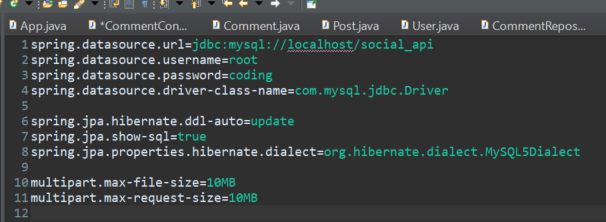 App.java *CommentCon... Comment.java Post.java User.java CommentRepos...
1 spring.datasource.url=jdbc:mysql://localhost/social_api
2 spring.datasource.username=root
3 spring.datasource.password=coding
4 spring.datasource.driver-class-name=com.mysql.jdbc.Driver
5
6 spring.jpa.hibernate.ddl-auto=update
7 spring.jpa.show-sql=true
8 spring.jpa.properties.hibernate.dialect=org.hibernate.dialect.MySQL5Dialect
9
10 multipart.max-file-size=10MB
11 multipart.max-request-size=10MB
12